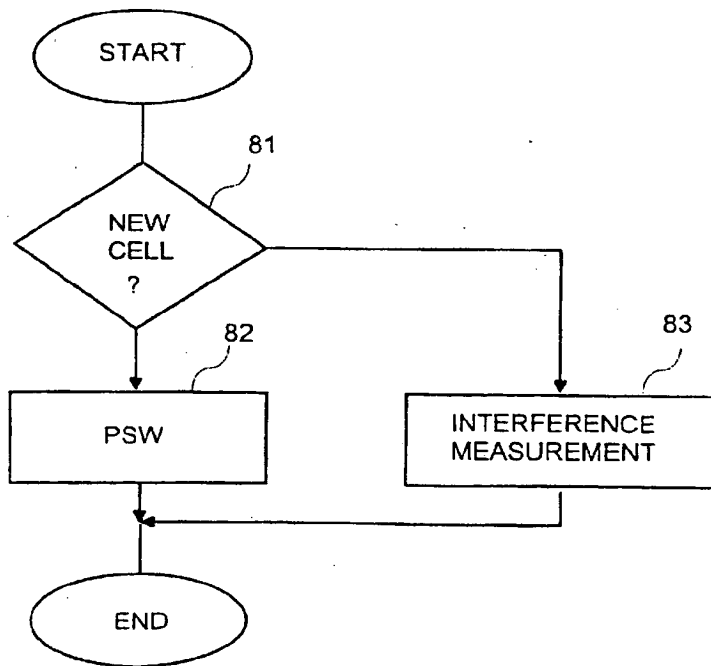 START
81
NEW
CELL
?
82
83
PSW
INTERFERENCE
MEASUREMENT
END